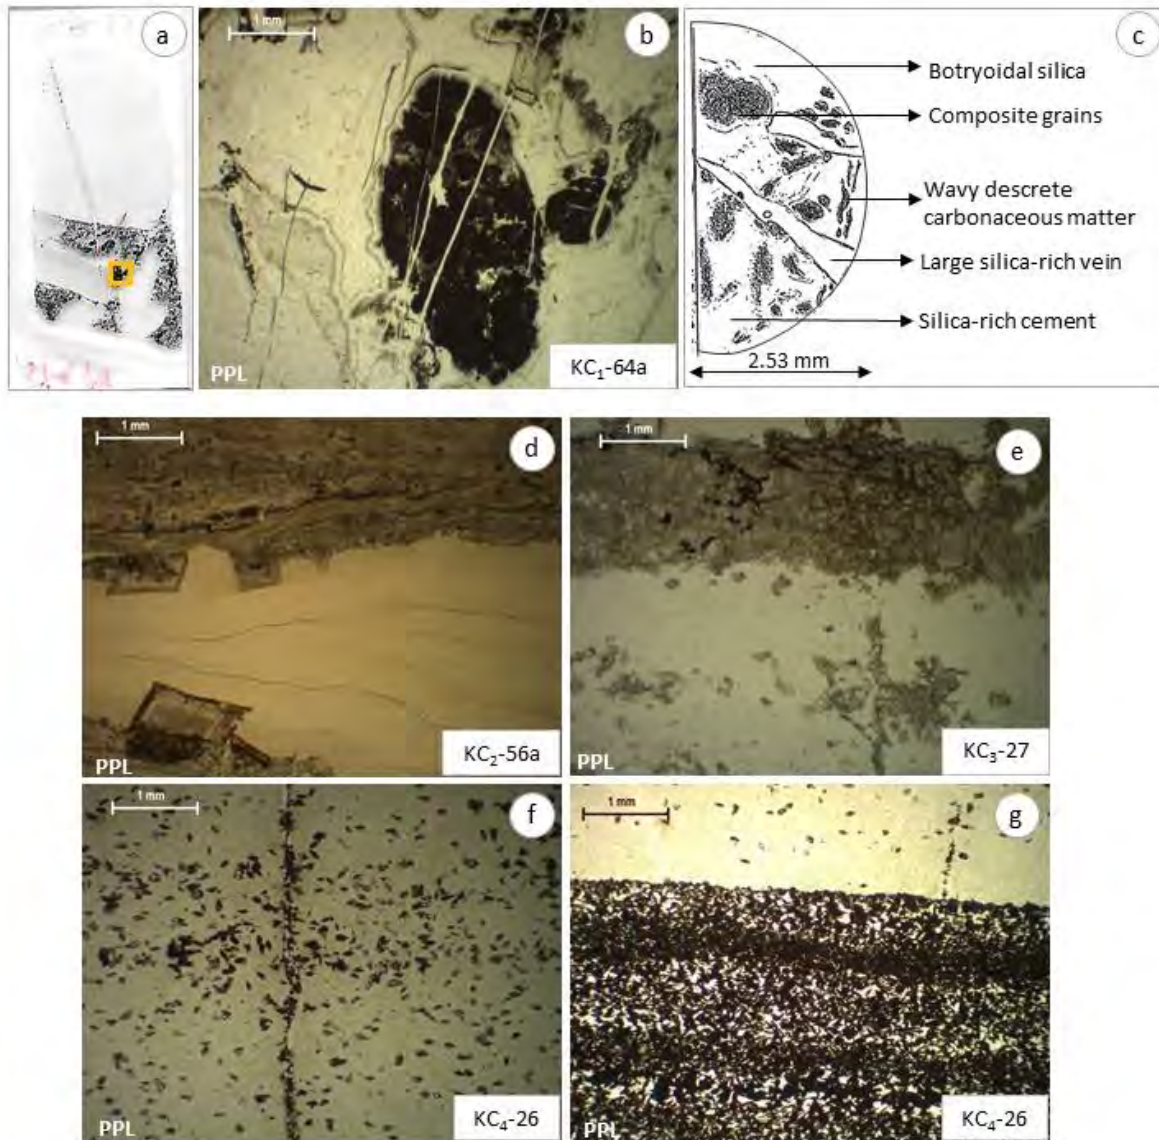 a
1 mm
b
PPL
KC₁-64a
c
Botryoidal silica
Composite grains
Wavy descrete
carbonaceous matter
Large silica-rich vein
Silica-rich cement
2.53 mm
1 mm
d
PPL
KC₂-56a
1 mm
e
PPL
KC₃-27
1 mm
f
PPL
KC₄-26
1 mm
g
PPL
KC₄-26